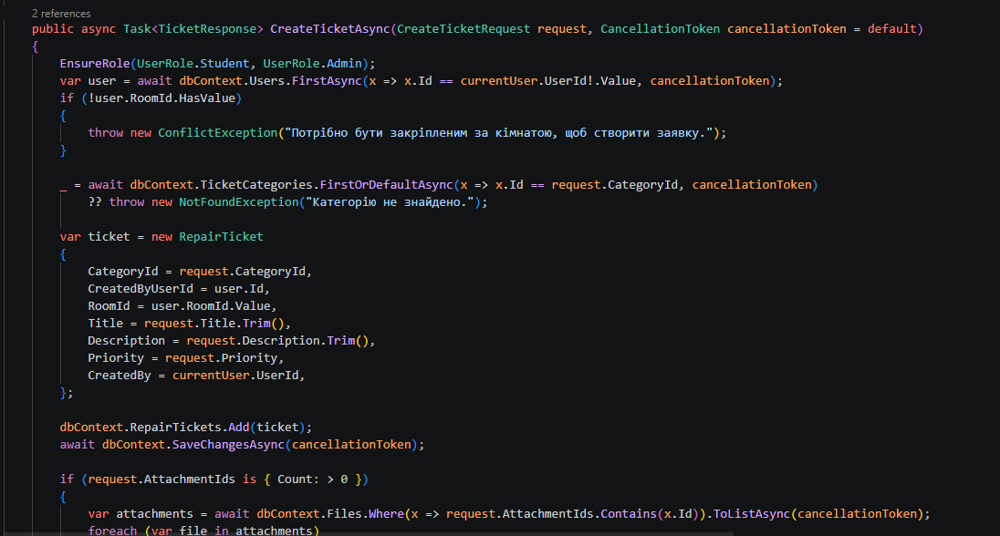 2 references
public async Task<TicketResponse> CreateTicketAsync(CreateTicketRequest request, CancellationToken cancellationToken = default)
{
    EnsureRole(UserRole.Student, UserRole.Admin);
    var user = await dbContext.Users.FirstAsync(x => x.Id == currentUser.UserId!.Value, cancellationToken);
    if (!user.RoomId.HasValue)
    {
        throw new ConflictException("Потрібно бути закріпленим за кімнатою, щоб створити заявку.");
    }

    _ = await dbContext.TicketCategories.FirstOrDefaultAsync(x => x.Id == request.CategoryId, cancellationToken)
        ?? throw new NotFoundException("Категорію не знайдено.");

    var ticket = new RepairTicket
    {
        CategoryId = request.CategoryId,
        CreatedByUserId = user.Id,
        RoomId = user.RoomId.Value,
        Title = request.Title.Trim(),
        Description = request.Description.Trim(),
        Priority = request.Priority,
        CreatedBy = currentUser.UserId,
    };

    dbContext.RepairTickets.Add(ticket);
    await dbContext.SaveChangesAsync(cancellationToken);

    if (request.AttachmentIds is { Count: > 0 })
    {
        var attachments = await dbContext.Files.Where(x => request.AttachmentIds.Contains(x.Id)).ToListAsync(cancellationToken);
        foreach (var file in attachments)